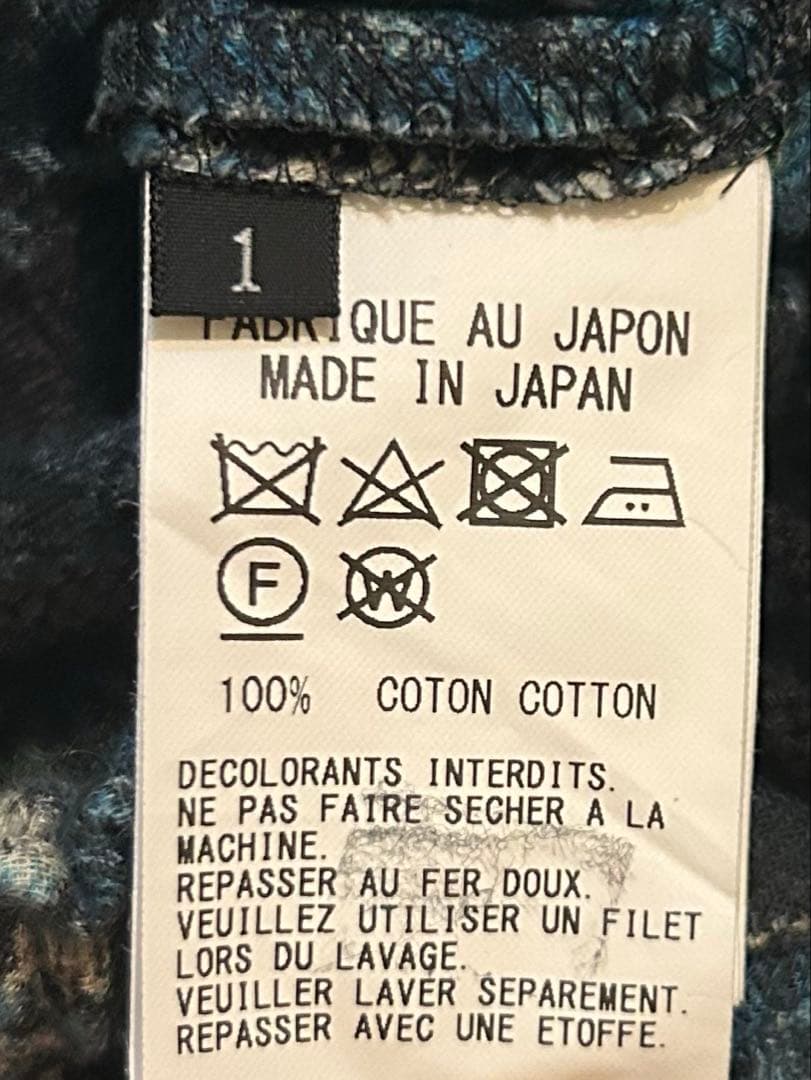 1
FABRIQUE AU JAPON
MADE IN JAPAN
F W
100% COTON COTTON
DECOLORANTS INTERDITS.
NE PAS FAIRE SECHER A LA
MACHINE.
REPASSER AU FER DOUX.
VEUILLEZ UTILISER UN FILET
LORS DU LAVAGE.
VEUILLER LAVER SEPAREMENT.
REPASSER AVEC UNE ETOFFE.